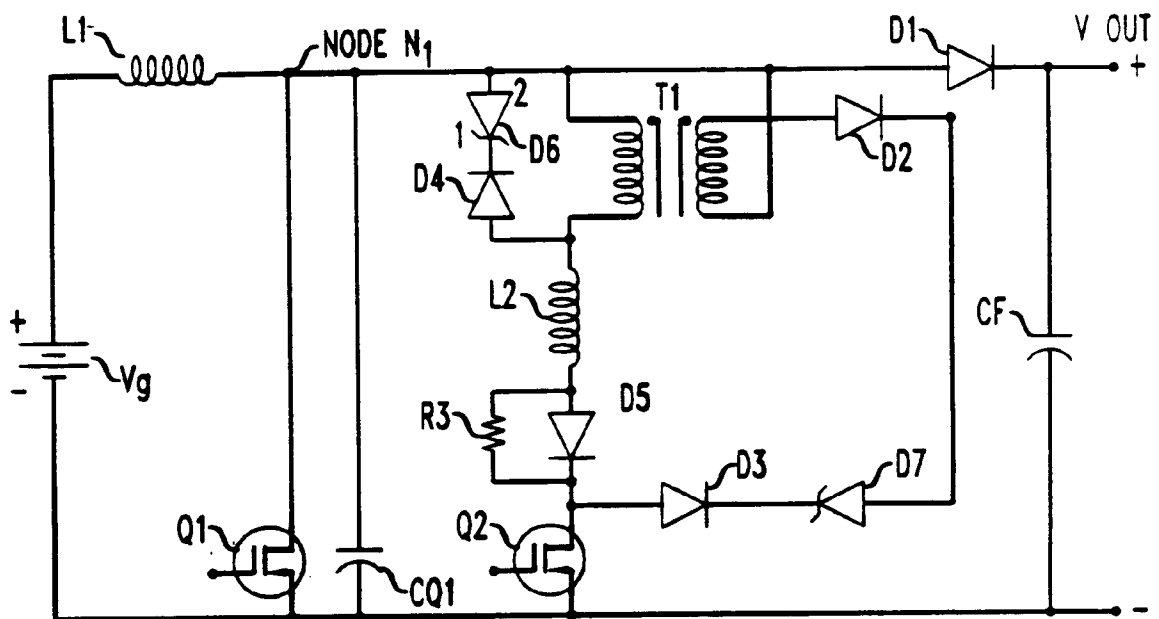 L1
NODE N1
D1
V OUT
+
T1
2
1
D6
D2
D4
L2
CF
+
Vg
-
R3
D5
D3
D7
Q1
Q2
CQ1
-